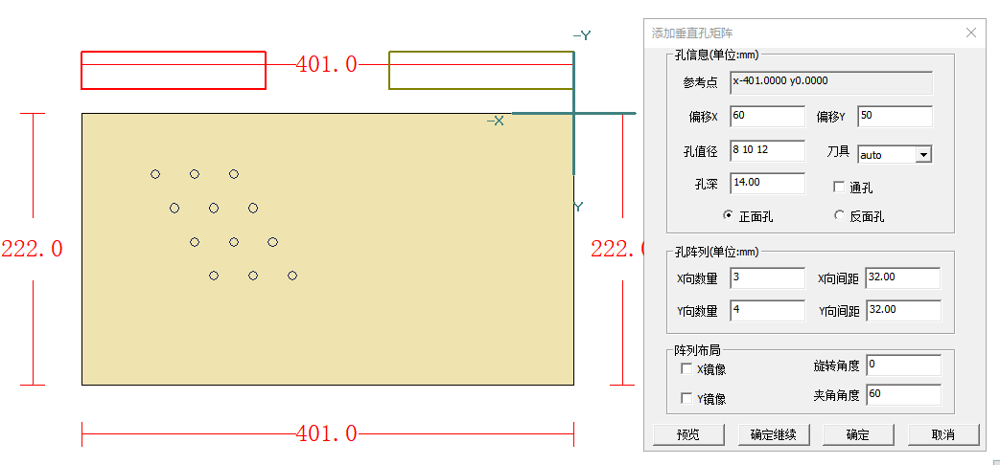 -Y
401.0
-X
Y
222.0
222.0
401.0
添加垂直孔矩阵
孔信息(单位:mm)
参考点 x-401.0000 y0.0000
偏移X 60 偏移Y 50
孔值径 8 10 12 刀具 auto
孔深 14.00 通孔
正面孔 反面孔
孔阵列(单位:mm)
X向数量 3 X向间距 32.00
Y向数量 4 Y向间距 32.00
阵列布局
X镜像 旋转角度 0
Y镜像 夹角角度 60
预览 确定继续 确定 取消